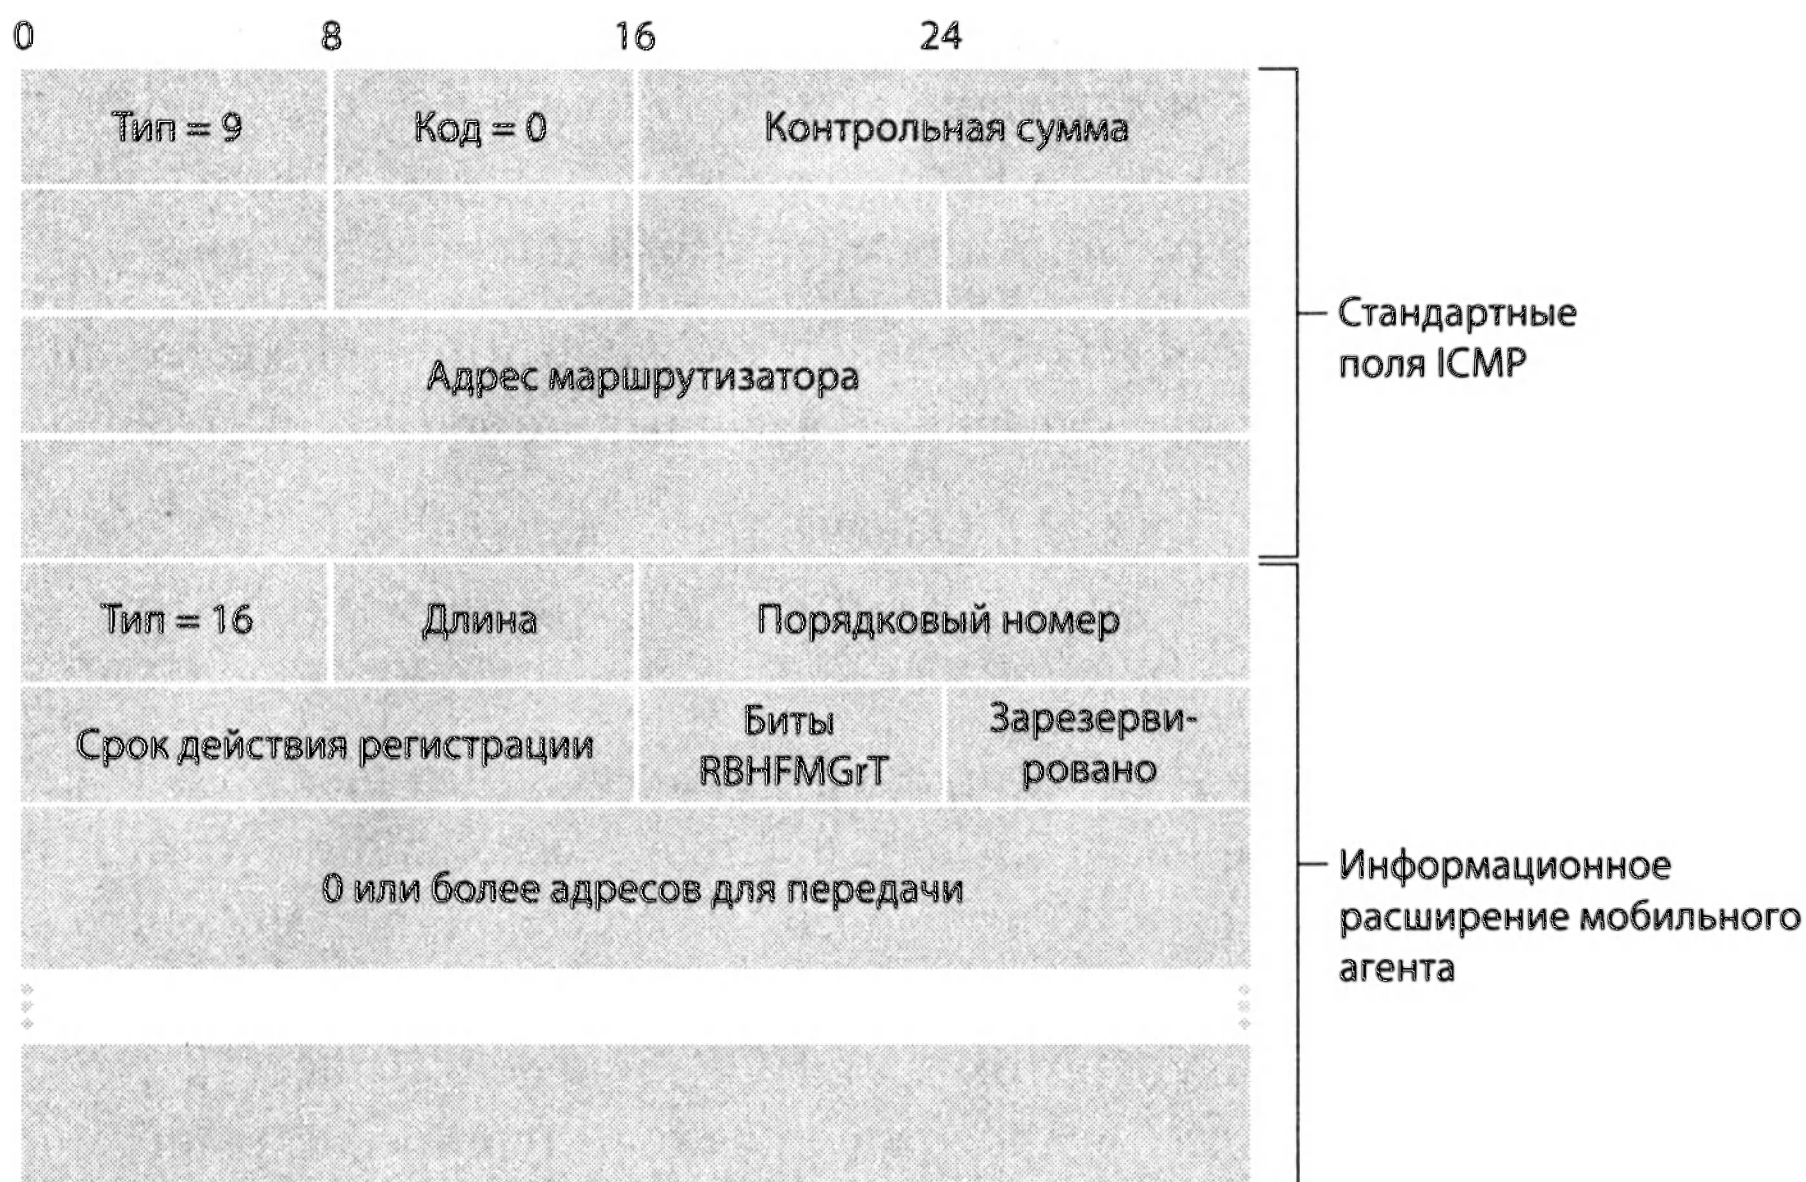 0 8 16 24
Тип = 9 Код = 0 Контрольная сумма
Адрес маршрутизатора
Стандартные
поля ICMP
Тип = 16 Длина Порядковый номер
Срок действия регистрации
Биты
RBHFMGrT
Зарезерви-
ровано
0 или более адресов для передачи
Информационное
расширение мобильного
агента